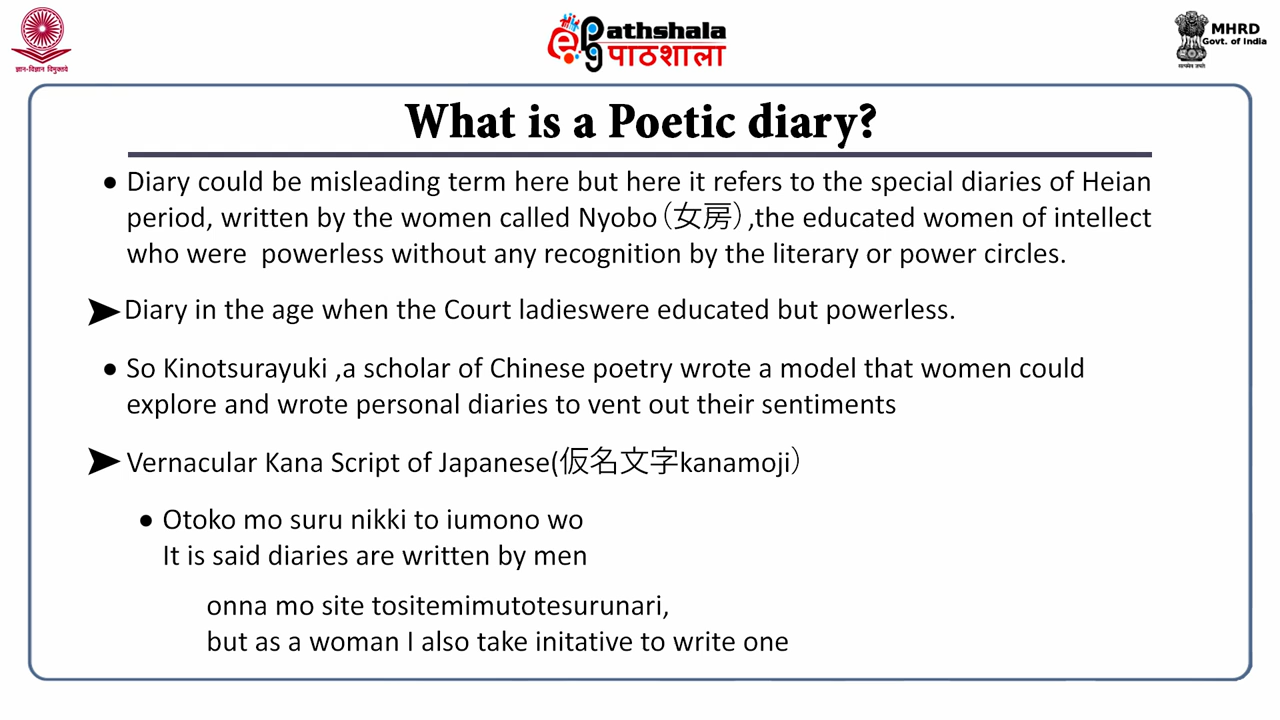 ePG athshala
पाठशाला
MHRD
Govt. of India
ज्ञान-विज्ञान विमुक्तये
सत्यमेव जयते
What is a Poetic diary?
● Diary could be misleading term here but here it refers to the special diaries of Heian
period, written by the women called Nyobo（女房）,the educated women of intellect
who were powerless without any recognition by the literary or power circles.
➤ Diary in the age when the Court ladieswere educated but powerless.
● So Kinotsurayuki ,a scholar of Chinese poetry wrote a model that women could
explore and wrote personal diaries to vent out their sentiments
➤ Vernacular Kana Script of Japanese(仮名文字kanamoji）
● Otoko mo suru nikki to iumono wo
It is said diaries are written by men
onna mo site tositemimutotesurunari,
but as a woman I also take initative to write one